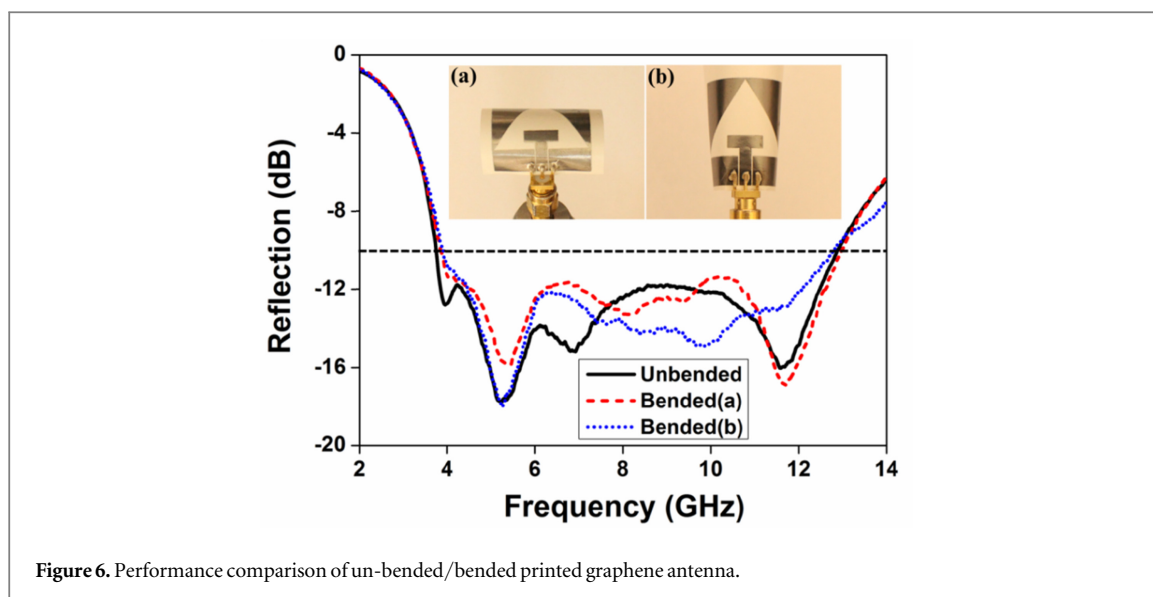 0
-4
-8
-12
-16
-20
Reflection (dB)
(a)
(b)
Unbended
Bended(a)
Bended(b)
2
4
6
8
10
12
14
Frequency (GHz)
Figure 6. Performance comparison of un-bended/bended printed graphene antenna.